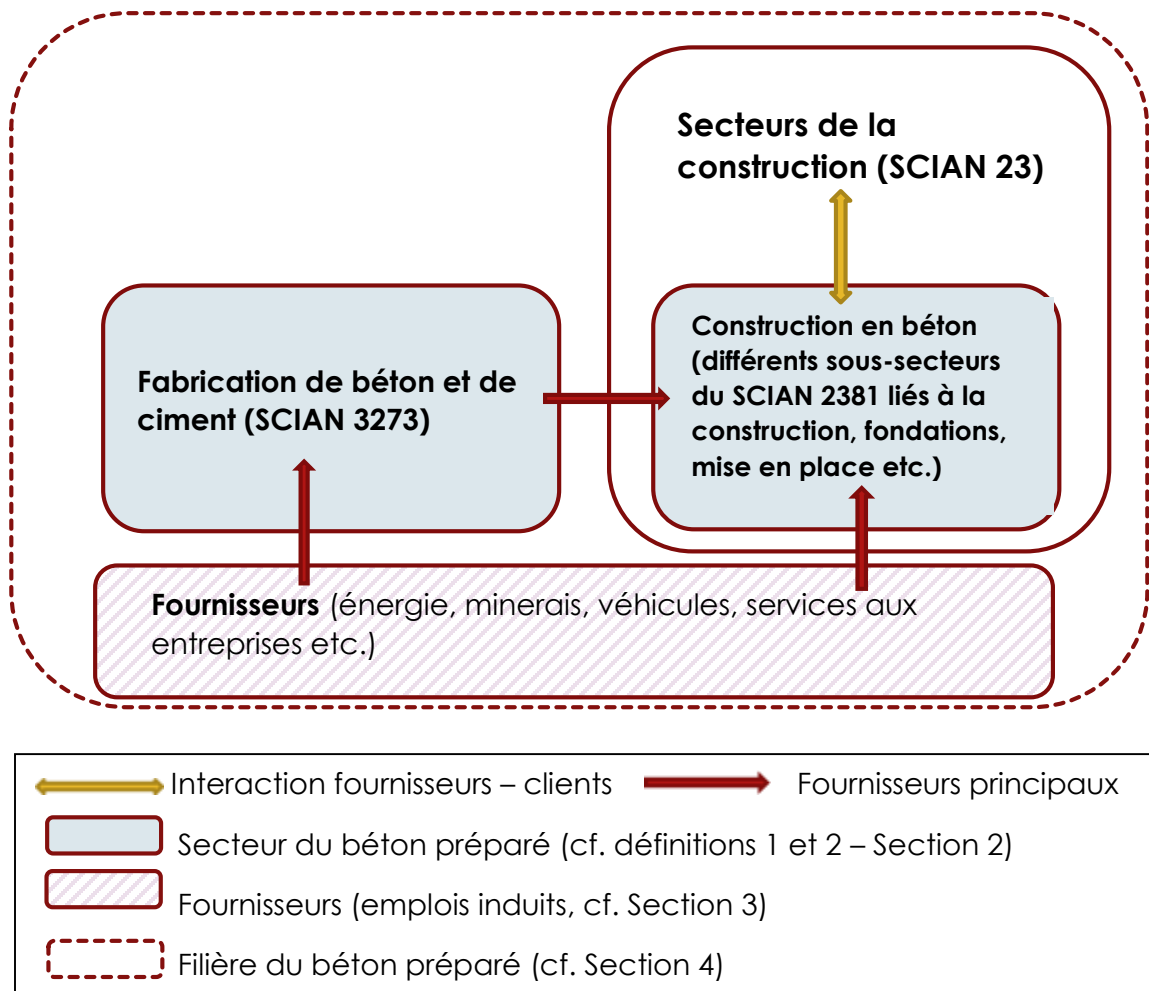 Secteurs de la
construction (SCIAN 23)
Fabrication de béton et de
ciment (SCIAN 3273)
Construction en béton
(différents sous-secteurs
du SCIAN 2381 liés à la
construction, fondations,
mise en place etc.)
Fournisseurs (énergie, minerais, véhicules, services aux
entreprises etc.)
Interaction fournisseurs – clients
Fournisseurs principaux
Secteur du béton préparé (cf. définitions 1 et 2 – Section 2)
Fournisseurs (emplois induits, cf. Section 3)
Filière du béton préparé (cf. Section 4)